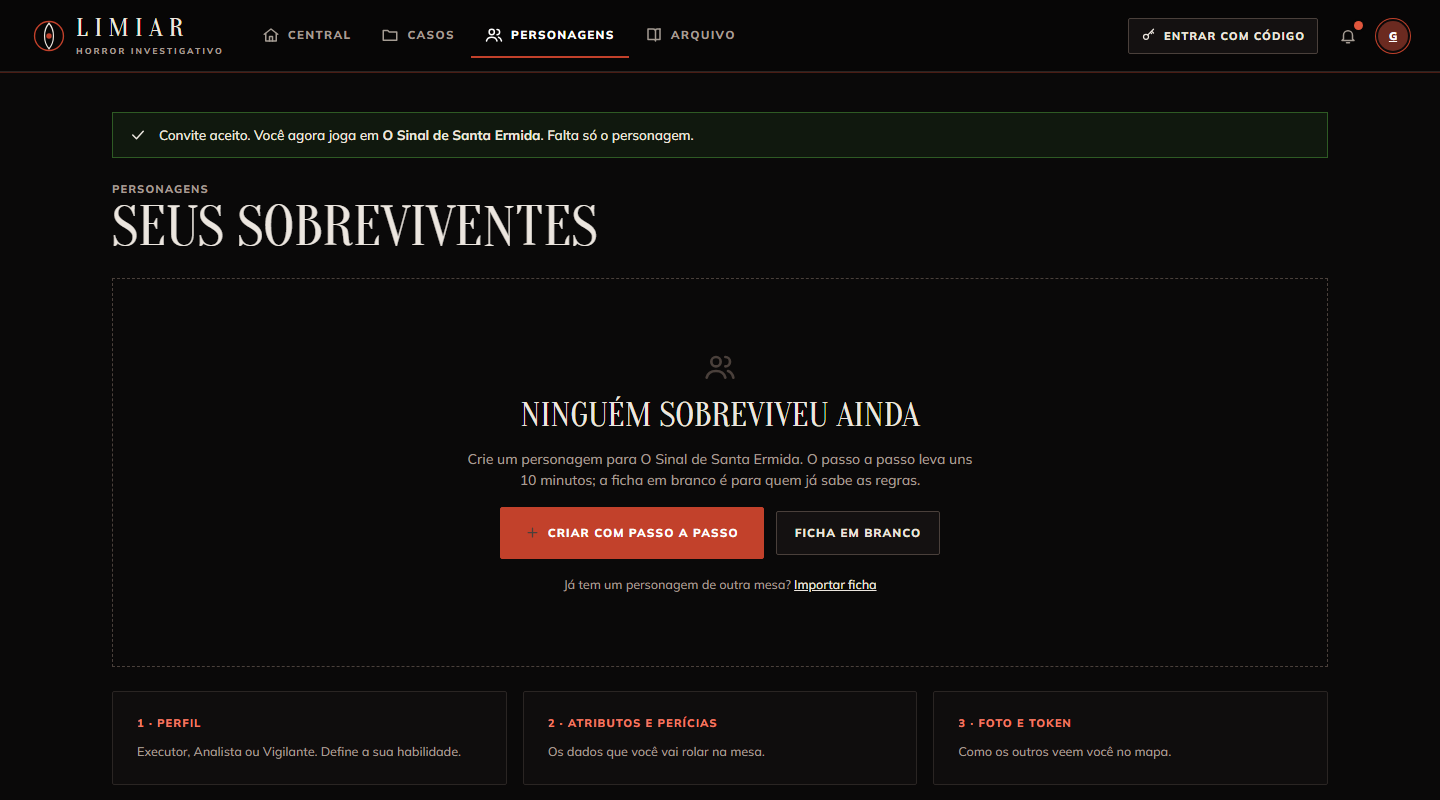 LIMIAR
HORROR INVESTIGATIVO
CENTRAL
CASOS
PERSONAGENS
ARQUIVO
ENTRAR COM CÓDIGO
G
Convite aceito. Você agora joga em O Sinal de Santa Ermida. Falta só o personagem.
PERSONAGENS
SEUS SOBREVIVENTES
NINGUÉM SOBREVIVEU AINDA
Crie um personagem para O Sinal de Santa Ermida. O passo a passo leva uns
10 minutos; a ficha em branco é para quem já sabe as regras.
+ CRIAR COM PASSO A PASSO
FICHA EM BRANCO
Já tem um personagem de outra mesa? Importar ficha
1 · PERFIL
Executor, Analista ou Vigilante. Define a sua habilidade.
2 · ATRIBUTOS E PERÍCIAS
Os dados que você vai rolar na mesa.
3 · FOTO E TOKEN
Como os outros veem você no mapa.